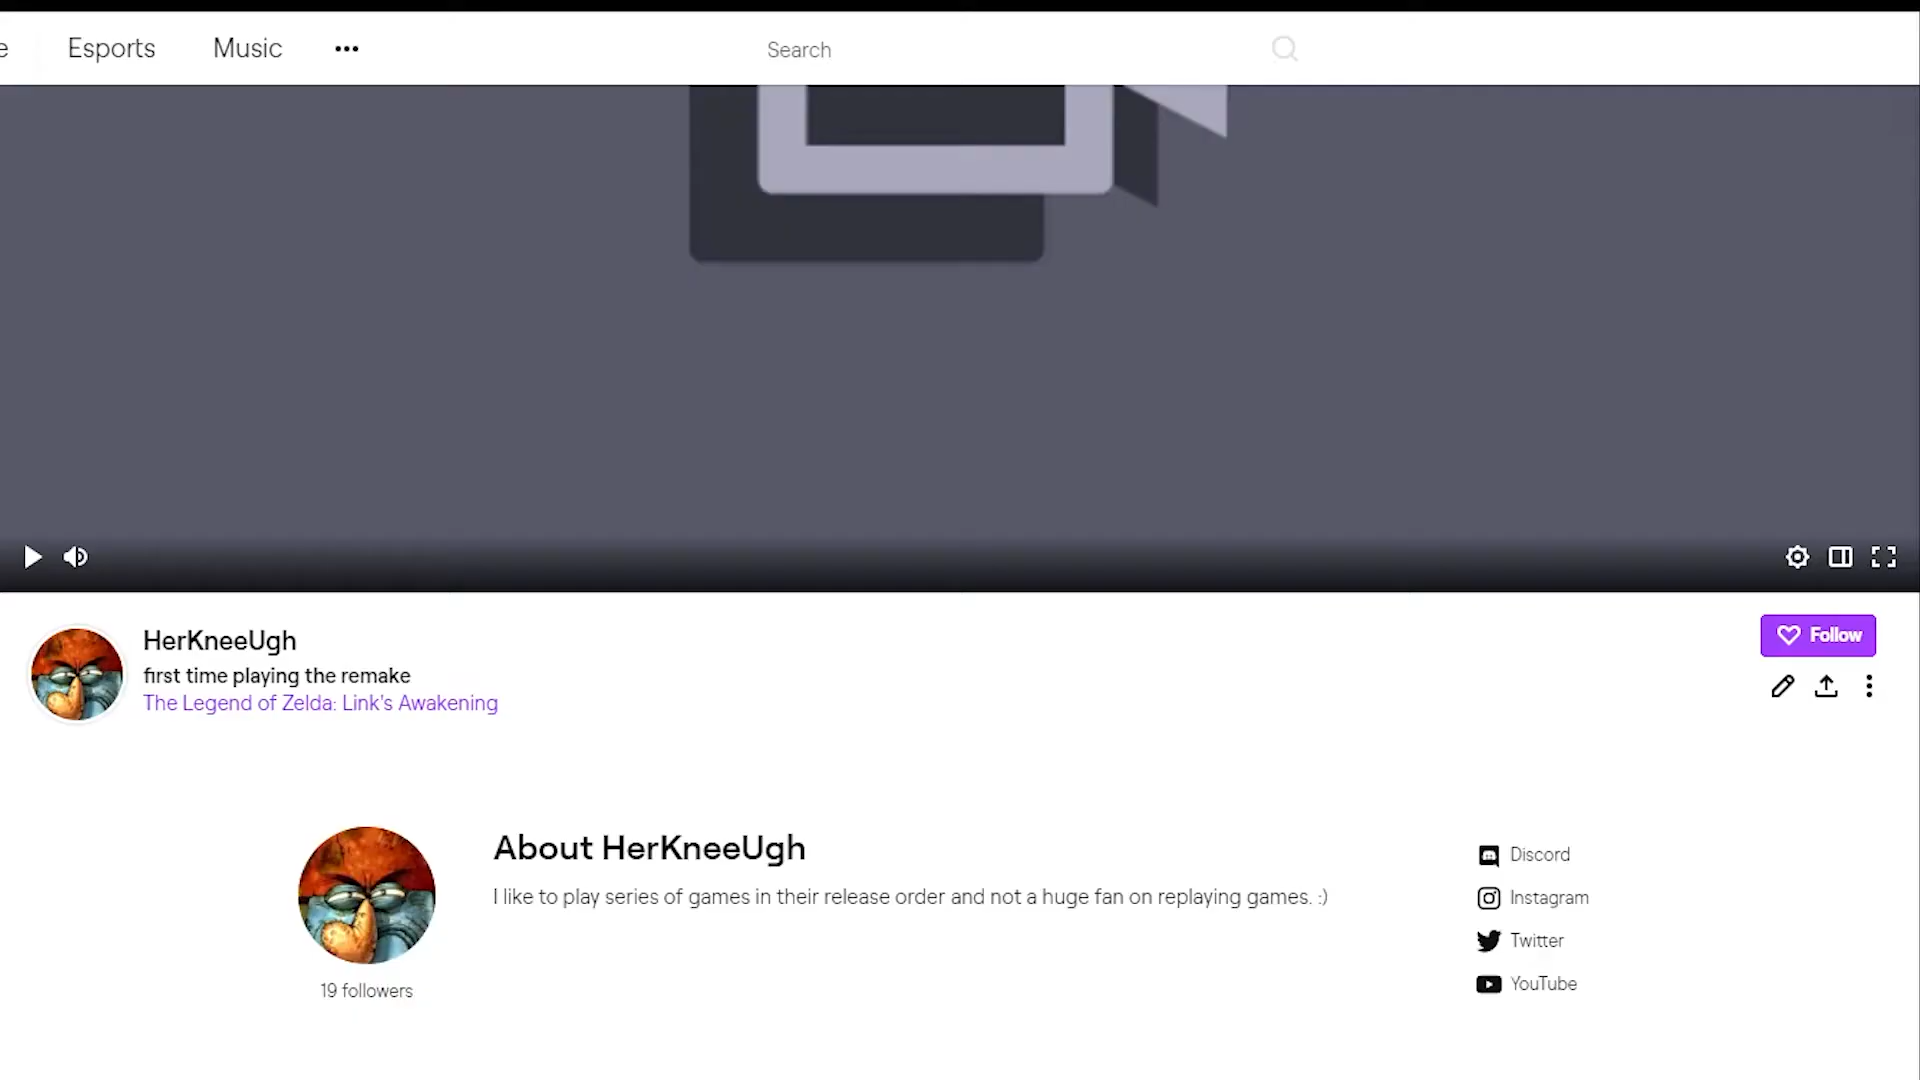 e
Esports
Music
Search
HerKneeUgh
first time playing the remake
The Legend of Zelda: Link's Awakening
Follow
About HerKneeUgh
I like to play series of games in their release order and not a huge fan on replaying games. :)
19 followers
Discord
Instagram
Twitter
YouTube